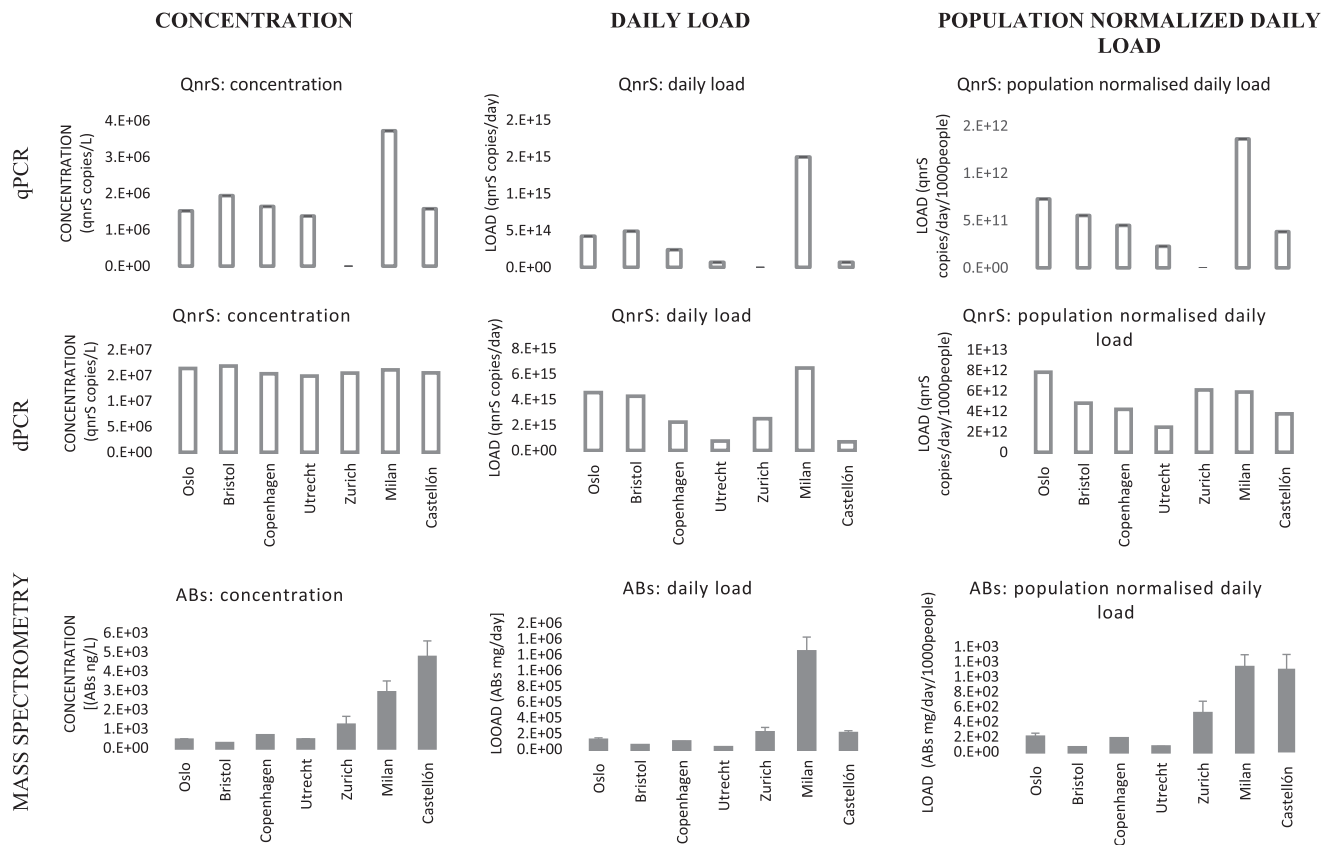 CONCENTRATION
DAILY LOAD
POPULATION NORMALIZED DAILY
LOAD
qPCR
QnrS: concentration
CONCENTRATION
(qnrS copies/L)
4.E+06
3.E+06
2.E+06
1.E+06
0.E+00
QnrS: daily load
LOAD (qnrS copies/day)
2.E+15
2.E+15
1.E+15
5.E+14
0.E+00
QnrS: population normalised daily load
LOAD (qnrS
copies/day/1000people)
2.E+12
1.E+12
5.E+11
0.E+00
dPCR
QnrS: concentration
CONCENTRATION
(qnrS copies/L)
2.E+07
2.E+07
1.E+07
5.E+06
0.E+00
Oslo
Bristol
Copenhagen
Utrecht
Zurich
Milan
Castellón
QnrS: daily load
LOAD (qnrS copies/day)
8.E+15
6.E+15
4.E+15
2.E+15
0.E+00
Oslo
Bristol
Copenhagen
Utrecht
Zurich
Milan
Castellón
QnrS: population normalised daily
load
LOAD (qnrS
copies/day/1000people)
1E+13
8E+12
6E+12
4E+12
2E+12
0
Oslo
Bristol
Copenhagen
Utrecht
Zurich
Milan
Castellón
MASS SPECTROMETRY
ABs: concentration
CONCENTRATION
[(ABs ng/L)
6.E+03
5.E+03
4.E+03
3.E+03
2.E+03
1.E+03
0.E+00
Oslo
Bristol
Copenhagen
Utrecht
Zurich
Milan
Castellón
ABs: daily load
LOOAD (ABs mg/day]
2.E+06
1.E+06
1.E+06
1.E+06
8.E+05
6.E+05
4.E+05
2.E+05
0.E+00
Oslo
Bristol
Copenhagen
Utrecht
Zurich
Milan
Castellón
ABs: population normalised daily
load
LOAD (ABs mg/day/1000people)
1.E+03
1.E+03
1.E+03
8.E+02
6.E+02
4.E+02
2.E+02
0.E+00
Oslo
Bristol
Copenhagen
Utrecht
Zurich
Milan
Castellón